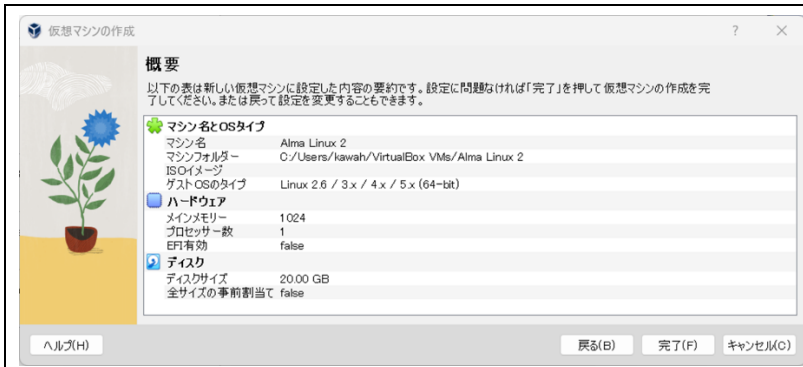 仮想マシンの作成
?
概要
以下の表は新しい仮想マシンに設定した内容の要約です。設定に問題なければ「完了」を押して仮想マシンの作成を完
了してください。または戻って設定を変更することもできます。
マシン名とOSタイプ
マシン名 Alma Linux 2
マシンフォルダー C:/Users/kawah/VirtualBox VMs/Alma Linux 2
ISOイメージ
ゲストOSのタイプ Linux 2.6 / 3.x / 4.x / 5.x (64-bit)
ハードウェア
メインメモリー 1024
プロセッサー数 1
EFI有効 false
ディスク
ディスクサイズ 20.00 GB
全サイズの事前割当て false
ヘルプ(H) 戻る(B) 完了(F) キャンセル(C)